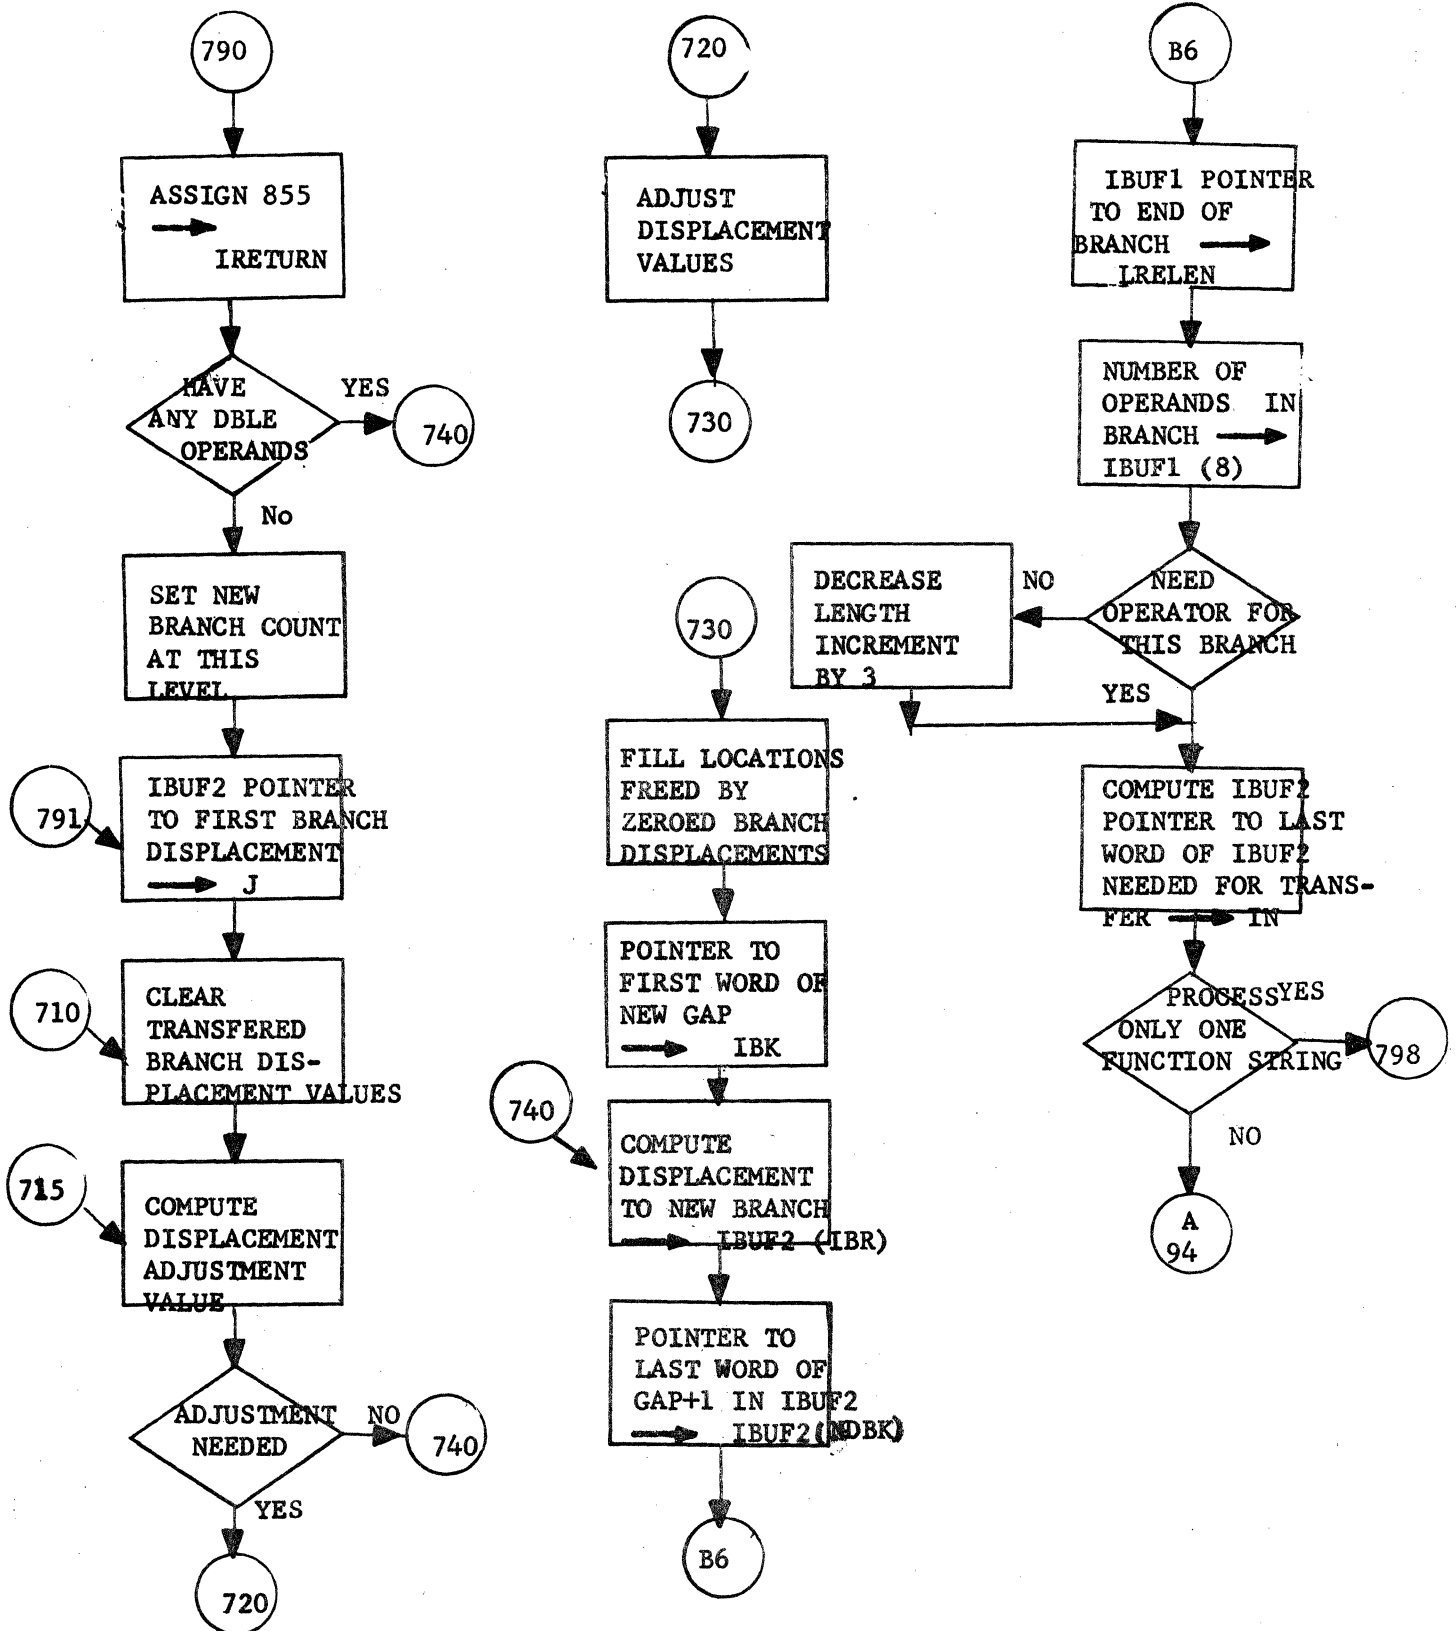 790
ASSIGN 855
IRETURN
HAVE
ANY DBLE
OPERANDS
YES
740
No
SET NEW
BRANCH COUNT
AT THIS
LEVEL
791
IBUF2 POINTER
TO FIRST BRANCH
DISPLACEMENT
J
710
CLEAR
TRANSFERED
BRANCH DIS-
PLACEMENT VALUES
715
COMPUTE
DISPLACEMENT
ADJUSTMENT
VALUE
ADJUSTMENT
NEEDED
NO
740
YES
720
720
ADJUST
DISPLACEMENT
VALUES
730
730
FILL LOCATIONS
FREED BY
ZEROED BRANCH
DISPLACEMENTS
POINTER TO
FIRST WORD OF
NEW GAP
IBK
740
COMPUTE
DISPLACEMENT
TO NEW BRANCH
IBUF2 (IBR)
POINTER TO
LAST WORD OF
GAP+1 IN IBUF2
IBUF2(NDBK)
B6
B6
IBUF1 POINTER
TO END OF
BRANCH
LRELEN
NUMBER OF
OPERANDS IN
BRANCH
IBUF1 (8)
NEED
OPERATOR FOR
THIS BRANCH
NO
DECREASE
LENGTH
INCREMENT
BY 3
YES
COMPUTE IBUF2
POINTER TO LAST
WORD OF IBUF2
NEEDED FOR TRANS-
FER IN
PROCESS
ONLY ONE
FUNCTION STRING
YES
798
NO
A
94